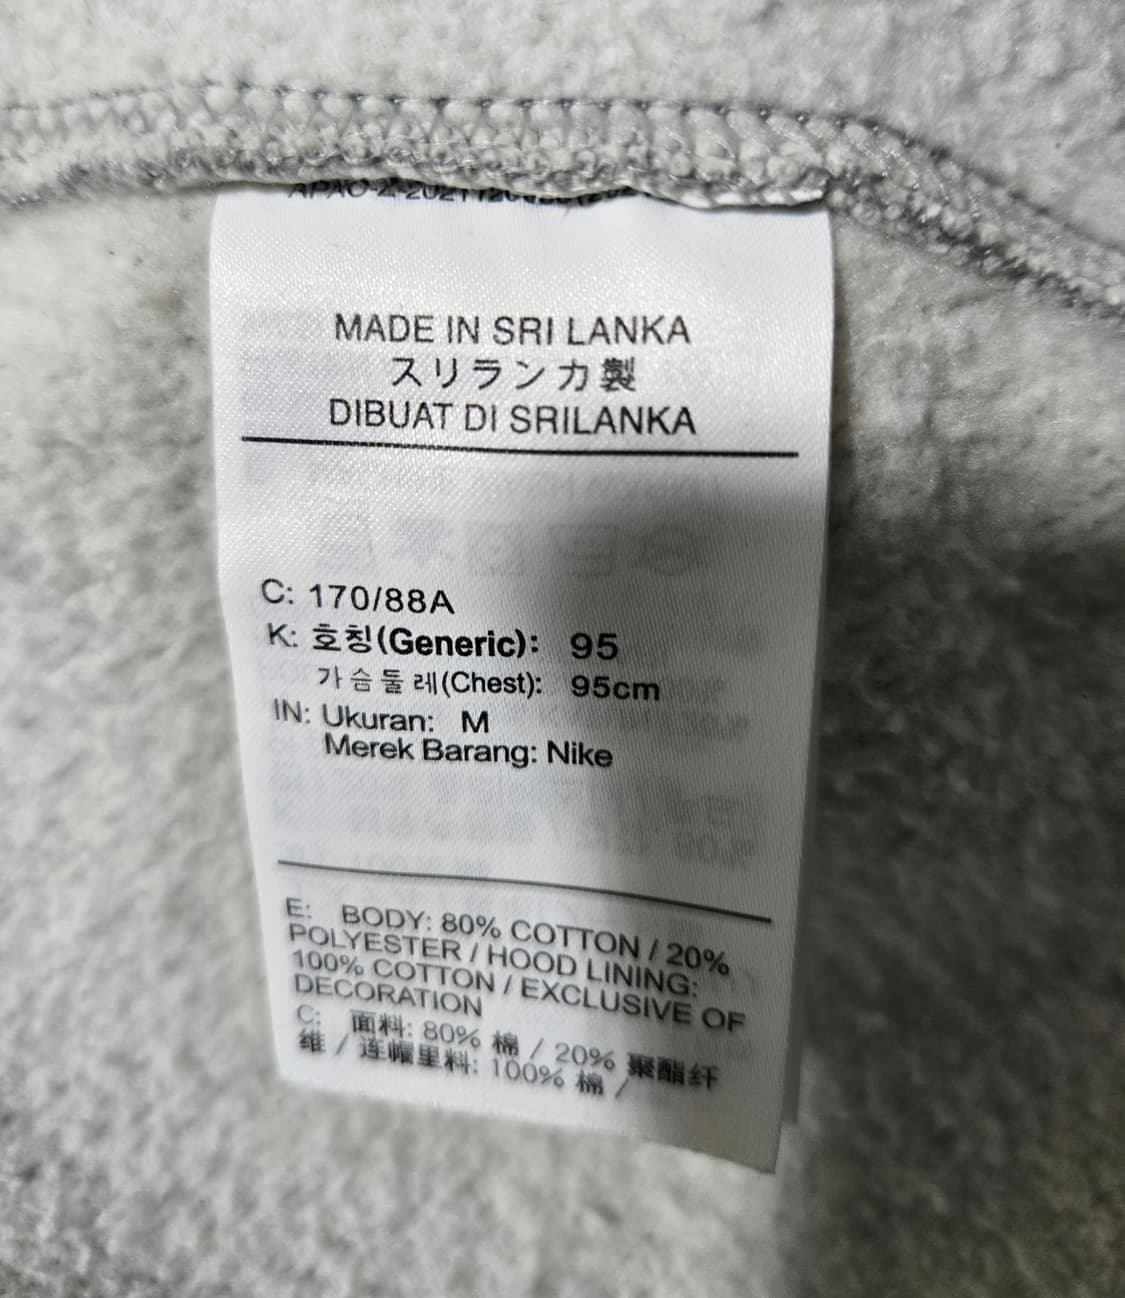 MADE IN SRI LANKA
スリランカ製
DIBUAT DI SRILANKA
C: 170/88A
K: 호칭(Generic): 95
가슴둘레(Chest): 95cm
IN: Ukuran: M
Merek Barang: Nike
E: BODY: 80% COTTON / 20%
POLYESTER / HOOD LINING:
100% COTTON / EXCLUSIVE OF
DECORATION
C: 面料: 80% 棉 / 20% 聚酯纤
维 / 连帽里料: 100% 棉 /